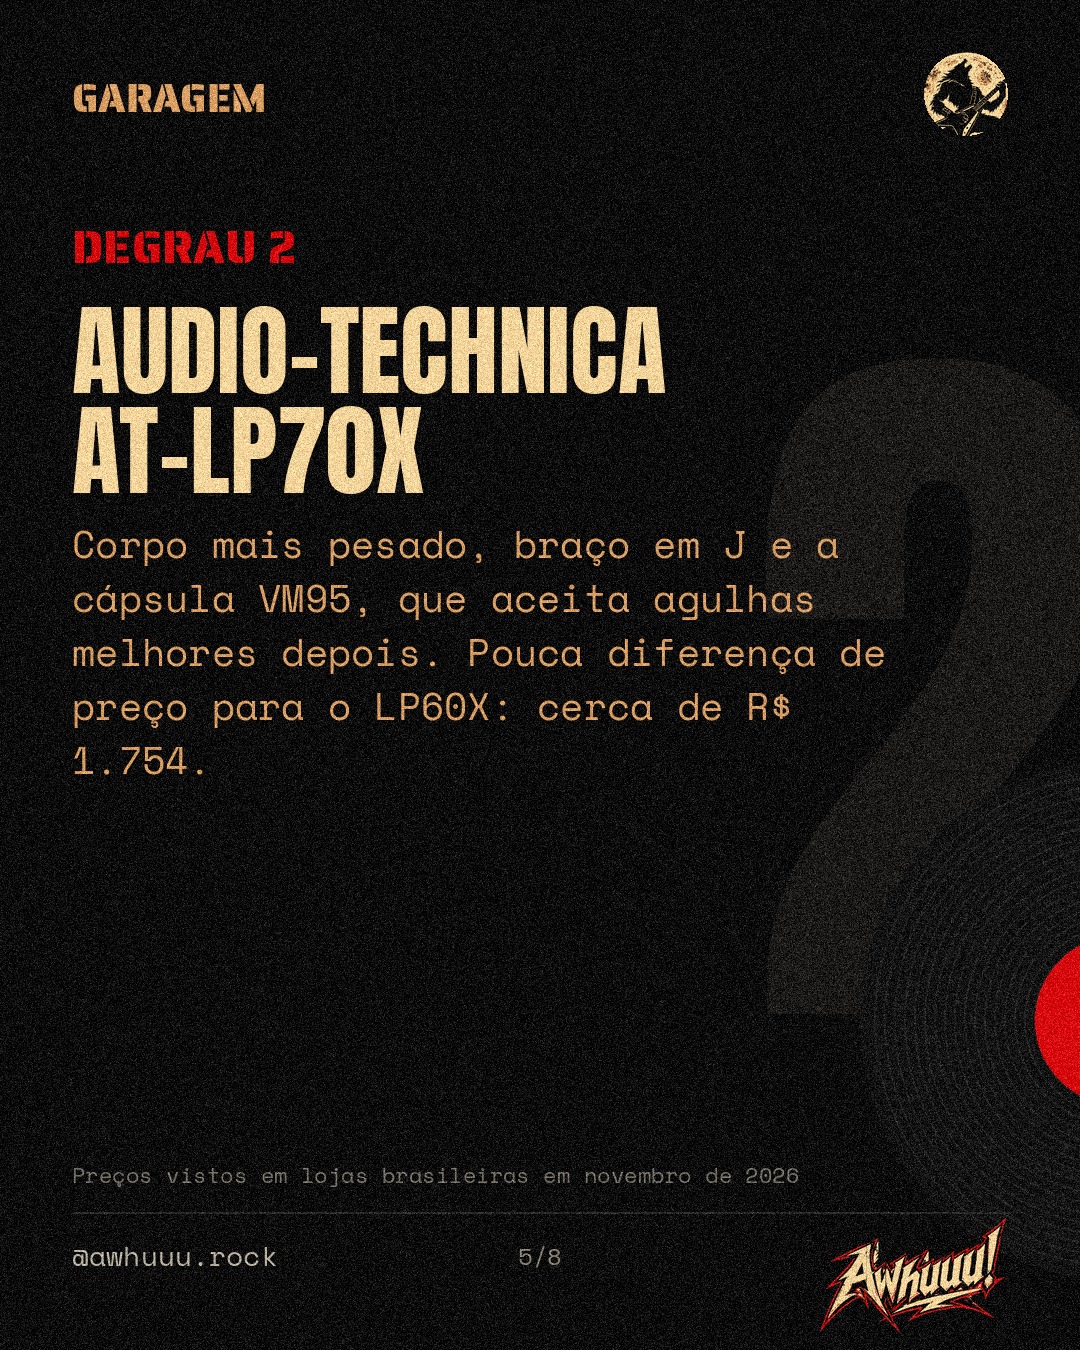 GARAGEM
DEGRAU 2
AUDIO-TECHNICA
AT-LP70X
Corpo mais pesado, braço em J e a
cápsula VM95, que aceita agulhas
melhores depois. Pouca diferença de
preço para o LP60X: cerca de R$
1.754.
2
Preços vistos em lojas brasileiras em novembro de 2026
@awhuuu.rock
5/8
Awhuuu!